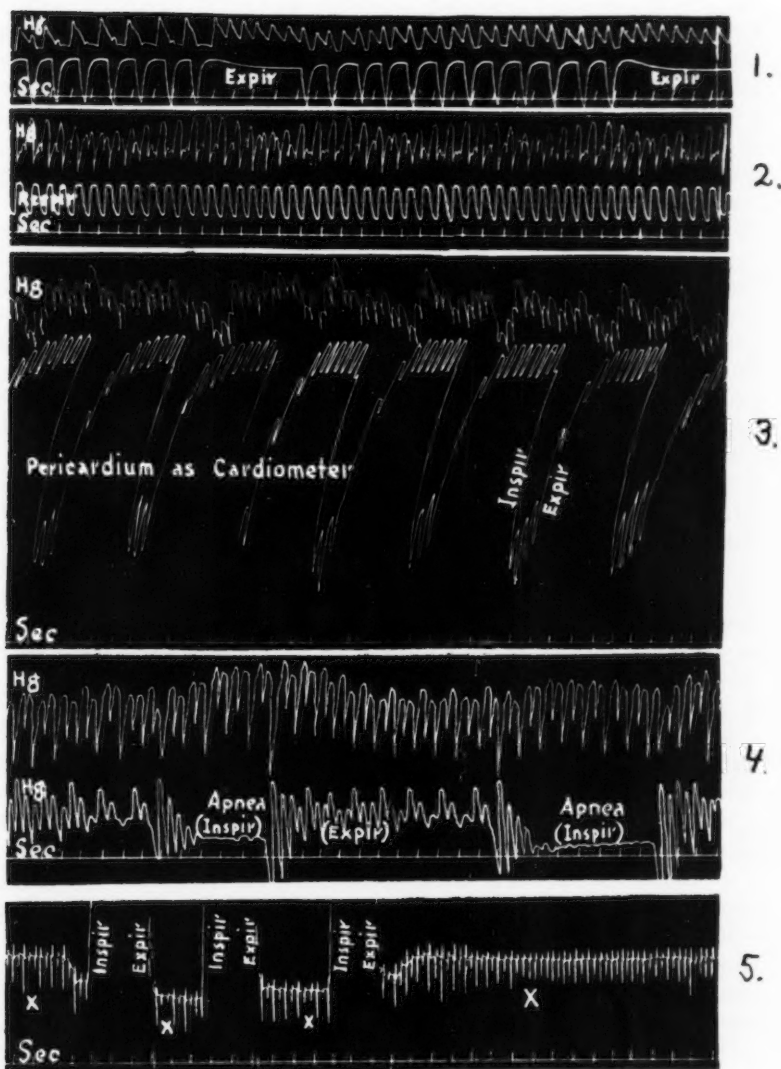 Hg
Expir Expir
Sec
1.
Hg
Respir
Sec
2.
Hg
Pericardium as Cardiometer
Inspir
Expir
3.
Sec
Hg
Hg
Apnea Apnea
(Inspir) (Expir) (Inspir)
Sec
4.
Inspir Expir Inspir Expir Inspir Expir
x x x X
Sec
5.